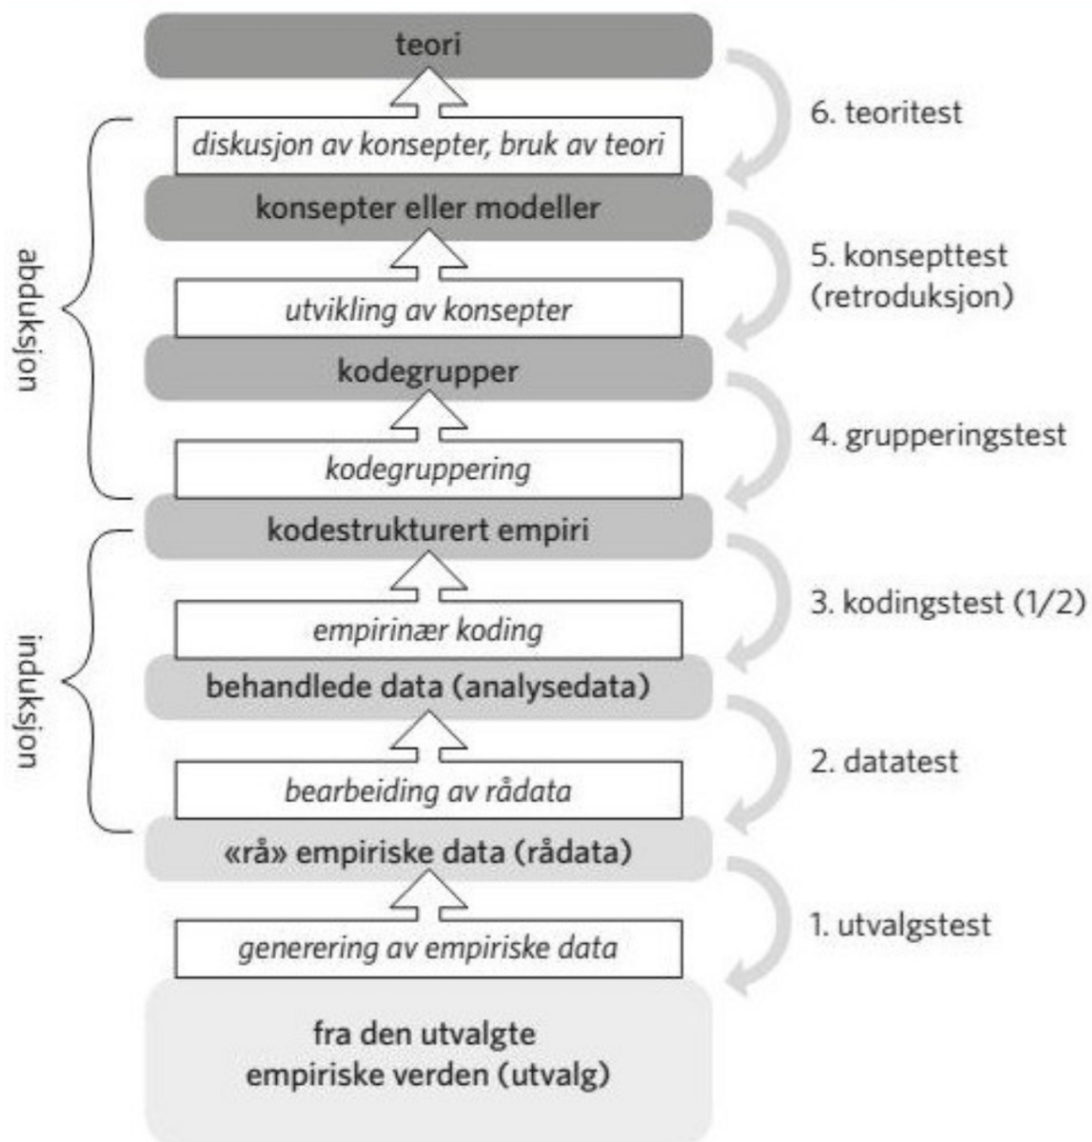 teori
6. teoritest
diskusjon av konsepter, bruk av teori
konsepter eller modeller
5. konsepttest
(retroduksjon)
abduksjon
utvikling av konsepter
kodegrupper
4. grupperingstest
kodegruppering
kodestrukturert empiri
3. kodingstest (1/2)
empirinær koding
induksjon
behandlede data (analysedata)
2. datatest
bearbeiding av rådata
«rå» empiriske data (rådata)
1. utvalgstest
generering av empiriske data
fra den utvalgte
empiriske verden (utvalg)